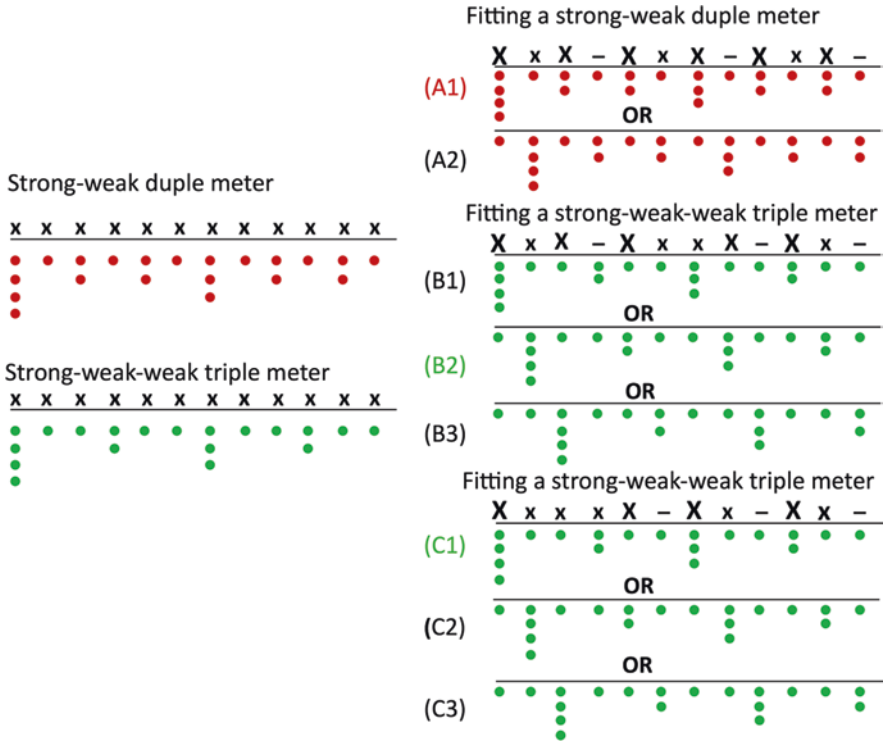 Strong-weak duple meter
x x x x x x x x x x x x
Strong-weak-weak triple meter
x x x x x x x x x x x x
Fitting a strong-weak duple meter
X x X – X x X – X x X –
(A1)
OR
(A2)
Fitting a strong-weak-weak triple meter
X x X – X x x X – X x –
(B1)
OR
(B2)
OR
(B3)
Fitting a strong-weak-weak triple meter
X x x x X – X x – X x –
(C1)
OR
(C2)
OR
(C3)